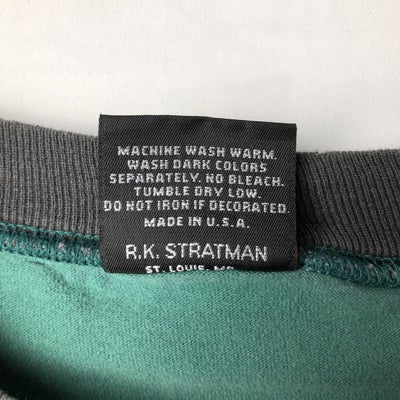 MACHINE WASH WARM.
WASH DARK COLORS
SEPARATELY. NO BLEACH.
TUMBLE DRY LOW.
DO NOT IRON IF DECORATED.
MADE IN U.S.A.
R.K. STRATMAN
ST. LOUIS, MO